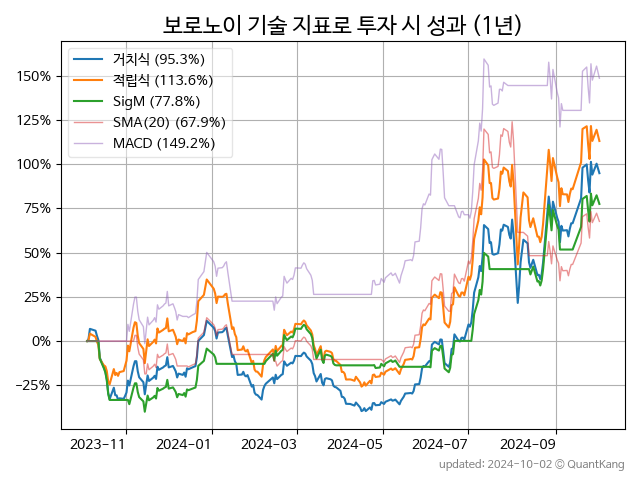 보로노이 기술 지표로 투자 시 성과 (1년)
거치식 (95.3%)
적립식 (113.6%)
SigM (77.8%)
SMA(20) (67.9%)
MACD (149.2%)
150%
125%
100%
75%
50%
25%
0%
−25%
2023-11 2024-01 2024-03 2024-05 2024-07 2024-09
updated: 2024-10-02 © QuantKang